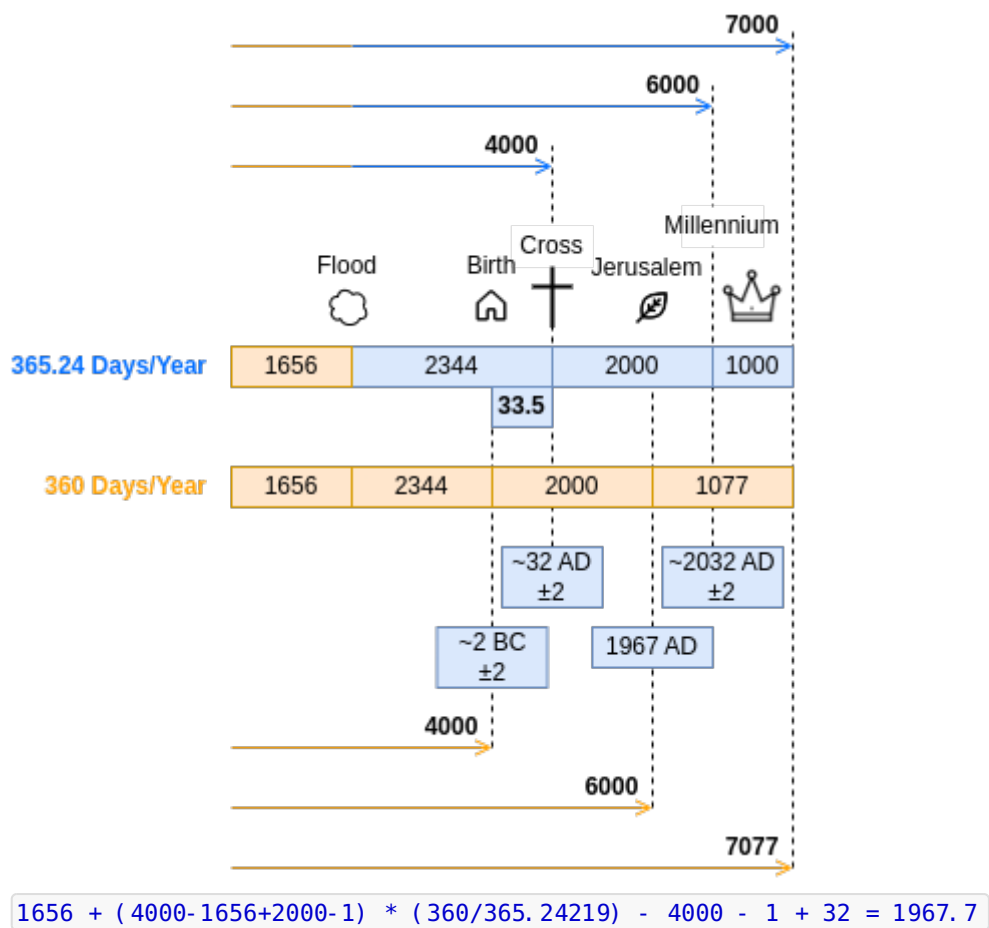 7000
6000
4000
Millennium
Cross
Flood
Birth
Jerusalem
365.24 Days/Year
1656
2344
2000
1000
33.5
360 Days/Year
1656
2344
2000
1077
~32 AD
±2
~2032 AD
±2
~2 BC
±2
1967 AD
4000
6000
7077
1656 + (4000-1656+2000-1) * (360/365.24219) - 4000 - 1 + 32 = 1967.7